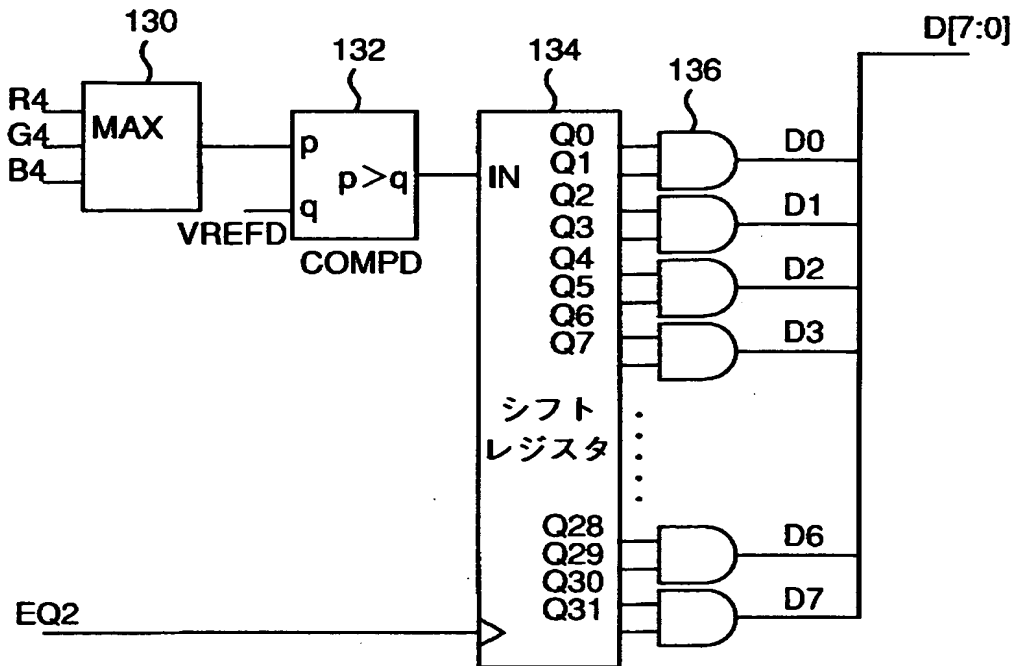 130
132
134
136
D[7:0]
R4
G4
B4
MAX
p
p>q
q
VREFD
COMPD
IN
Q0
Q1
Q2
Q3
Q4
Q5
Q6
Q7
シフト
レジスタ
Q28
Q29
Q30
Q31
D0
D1
D2
D3
D6
D7
EQ2